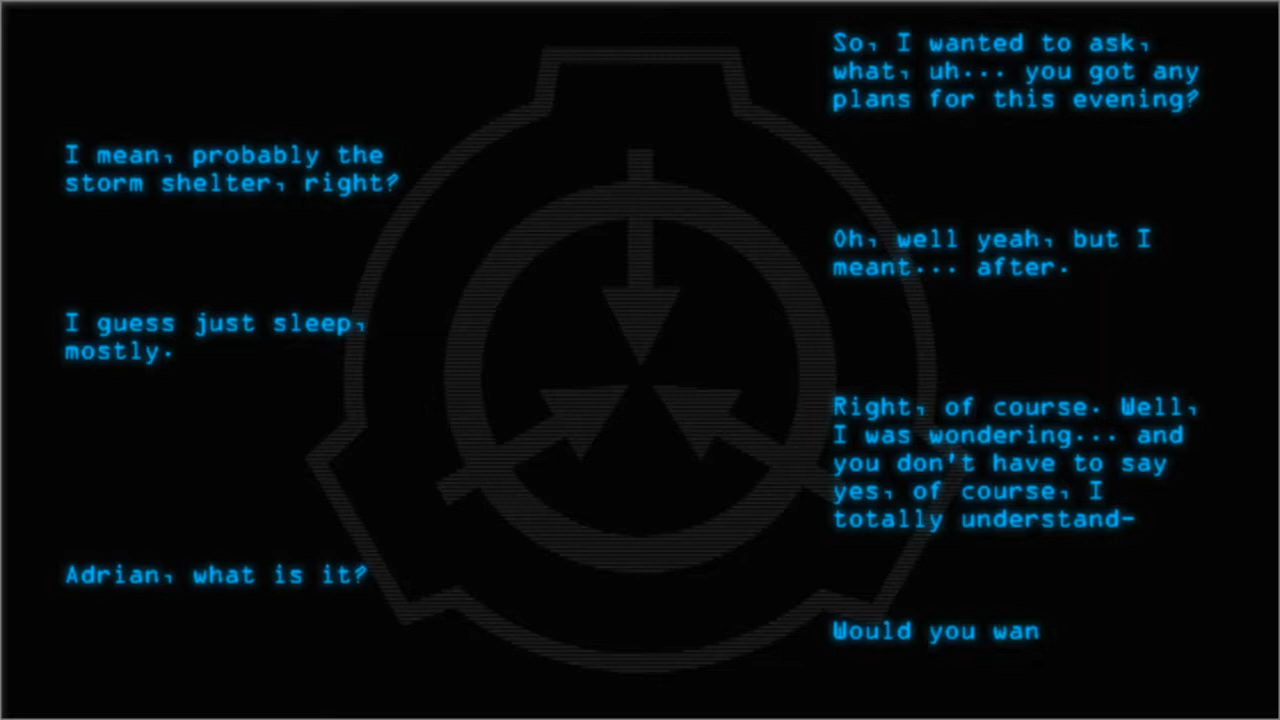 So, I wanted to ask,
what, uh... you got any
plans for this evening?
I mean, probably the
storm shelter, right?
Oh, well yeah, but I
meant... after.
I guess just sleep,
mostly.
Right, of course. Well,
I was wondering... and
you don't have to say
yes, of course, I
totally understand-
Adrian, what is it?
Would you wan